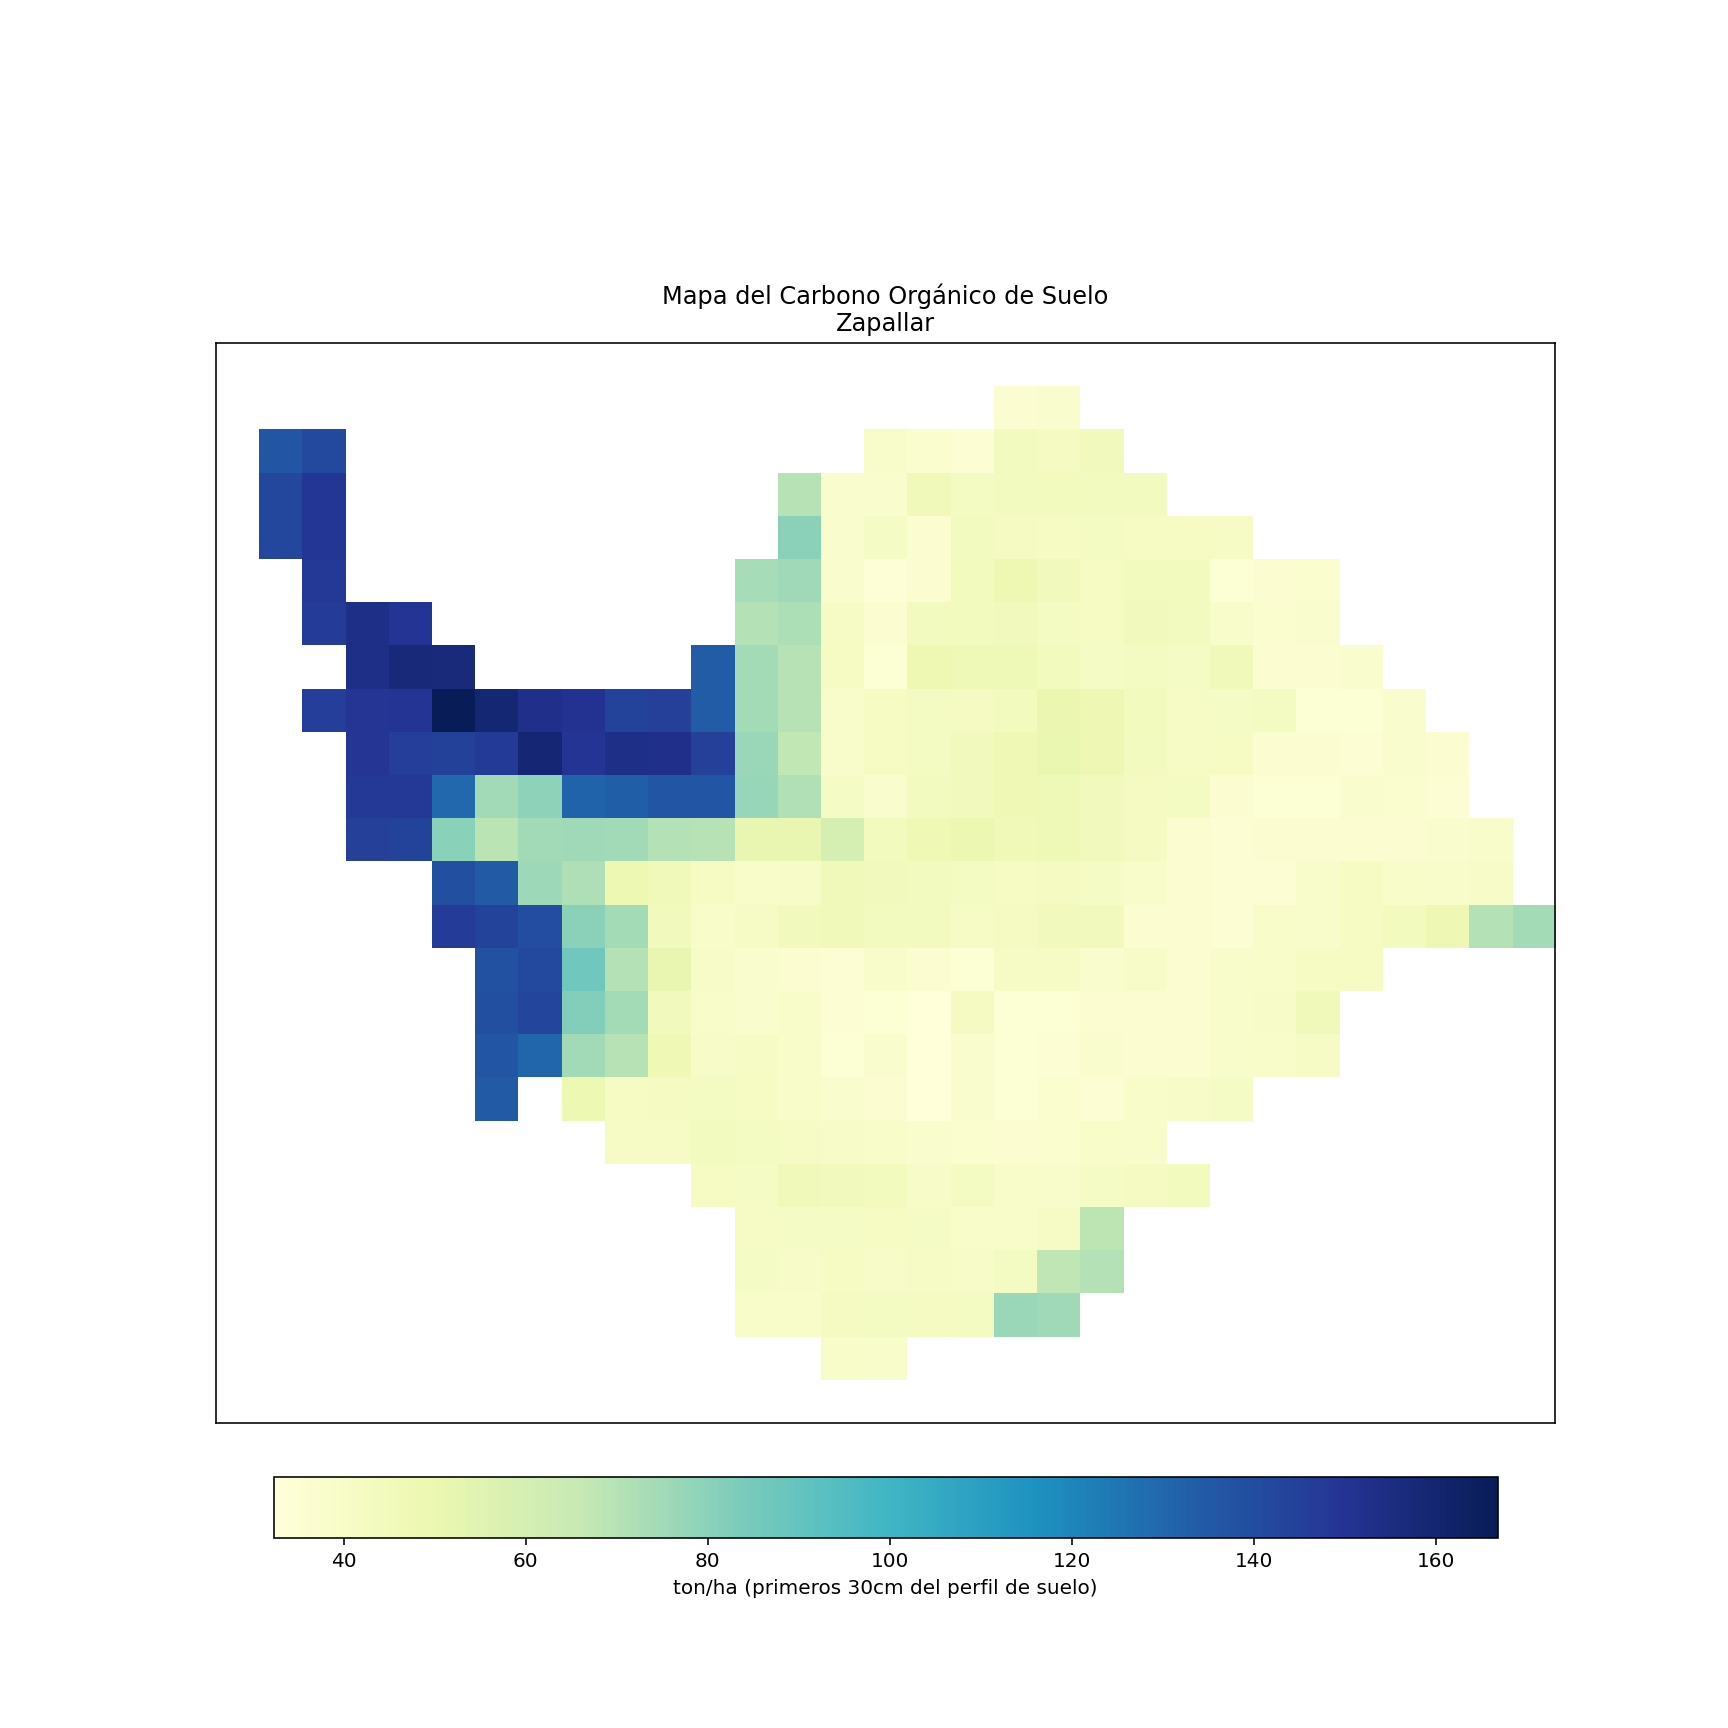 Mapa del Carbono Orgánico de Suelo
Zapallar
40 60 80 100 120 140 160
ton/ha (primeros 30cm del perfil de suelo)